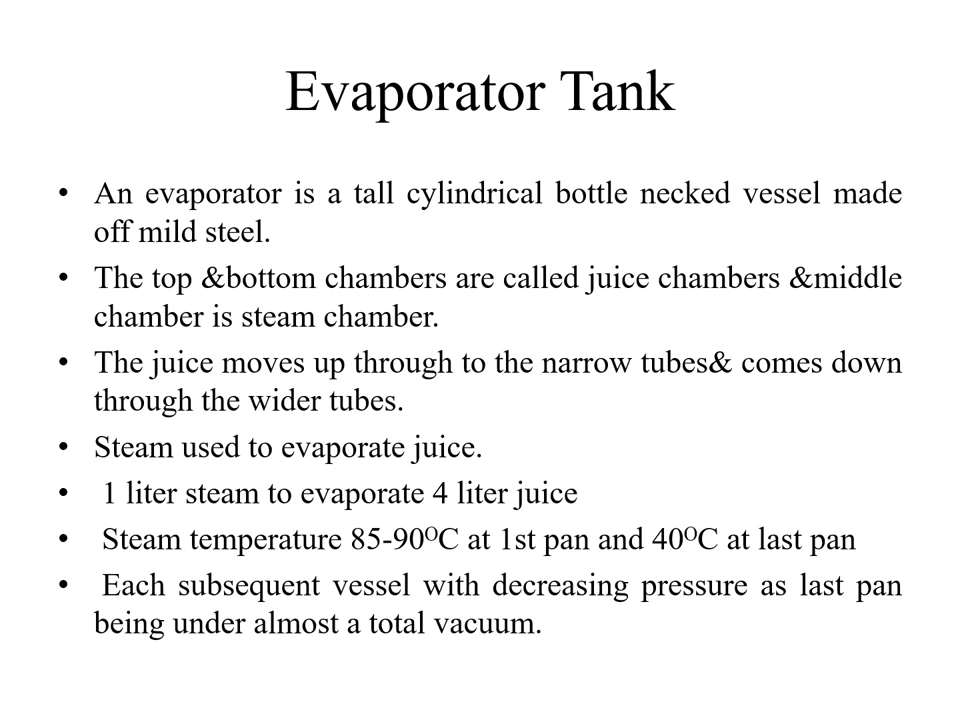 Evaporator Tank
• An evaporator is a tall cylindrical bottle necked vessel made
off mild steel.
• The top &bottom chambers are called juice chambers &middle
chamber is steam chamber.
• The juice moves up through to the narrow tubes& comes down
through the wider tubes.
• Steam used to evaporate juice.
• 1 liter steam to evaporate 4 liter juice
• Steam temperature 85-90ᴼC at 1st pan and 40ᴼC at last pan
• Each subsequent vessel with decreasing pressure as last pan
being under almost a total vacuum.